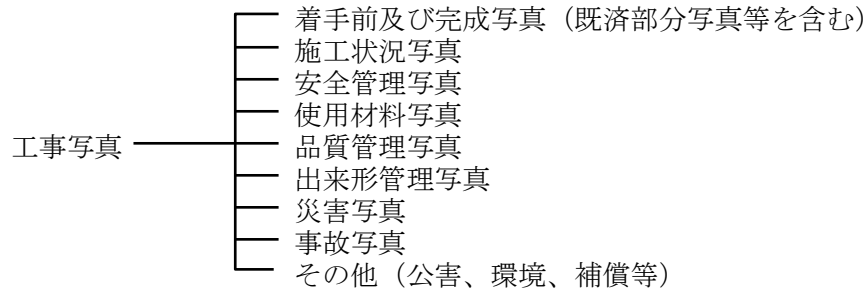 着手前及び完成写真（既済部分写真等を含む）
施工状況写真
安全管理写真
使用材料写真
工事写真
品質管理写真
出来形管理写真
災害写真
事故写真
その他（公害、環境、補償等）